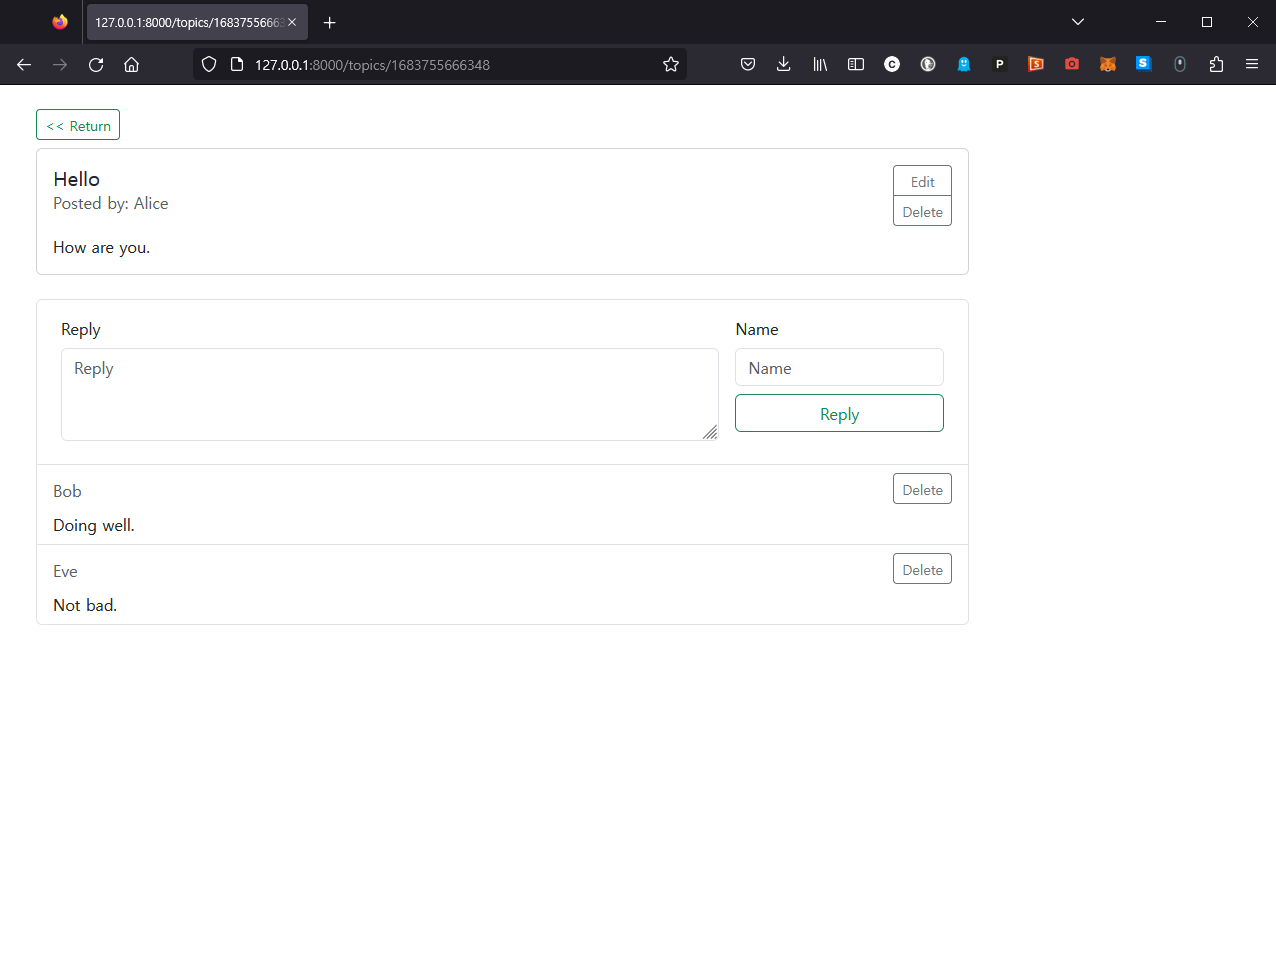 127.0.0.1:8000/topics/16837556663
127.0.0.1:8000/topics/1683755666348
<< Return
Hello
Posted by: Alice
How are you.
Edit
Delete
Reply
Name
Reply
Name
Reply
Bob
Delete
Doing well.
Eve
Delete
Not bad.